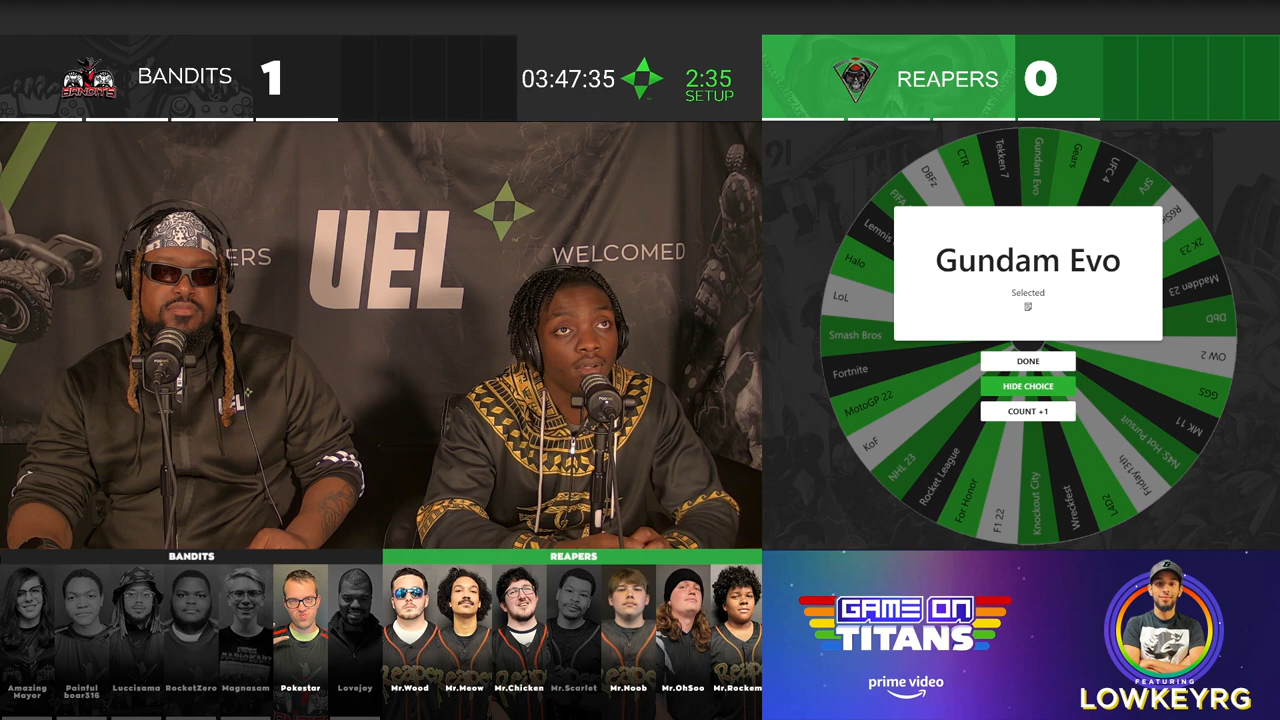 BANDITS 1
03:47:35
2:35
SETUP
REAPERS 0
BANDITS
ERS
UEL
WELCOMED
UEL
CTR
Tekken 7
Gundam Evo
Gears
UFC 4
SFV
DBFz
FIFA
Lemnis
Halo
LoL
Smash Bros
Fortnite
MotoGP 22
KoF
NHL 23
Rocket League
For Honor
F1 22
Knockout City
Wreckfest
L4D2
Friday13th
N4S: Hot Pursuit
MK 11
GGS
OW 2
DbD
Madden 23
2K 23
Gundam Evo
Selected
DONE
HIDE CHOICE
COUNT +1
BANDITS
REAPERS
Amazing
Mayor
Painful
boar316
Luccisama
RocketZero
Magnasam
Pokestar
Lovejoy
Mr.Wood
Mr.Meow
Mr.Chicken
Mr.Scarlet
Mr.Noob
Mr.OhSoo
Mr.Rockem
GAME ON
TITANS
prime video
FEATURING
LOWKEYRG